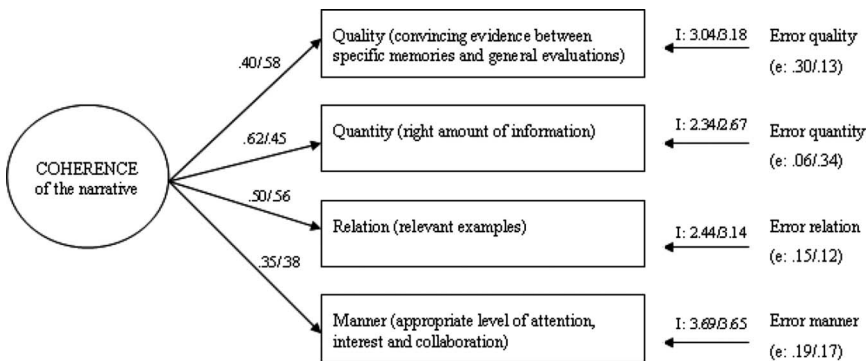 Quality (convincing evidence between
specific memories and general evaluations)
I: 3.04/3.18
Error quality
(e: .30/.13)
.40/.58
Quantity (right amount of information)
I: 2.34/2.67
Error quantity
(e: .06/.34)
.62/.45
COHERENCE
of the narrative
.50/.56
Relation (relevant examples)
I: 2.44/3.14
Error relation
(e: .15/.12)
.35/.38
Manner (appropriate level of attention,
interest and collaboration)
I: 3.69/3.65
Error manner
(e: .19/.17)